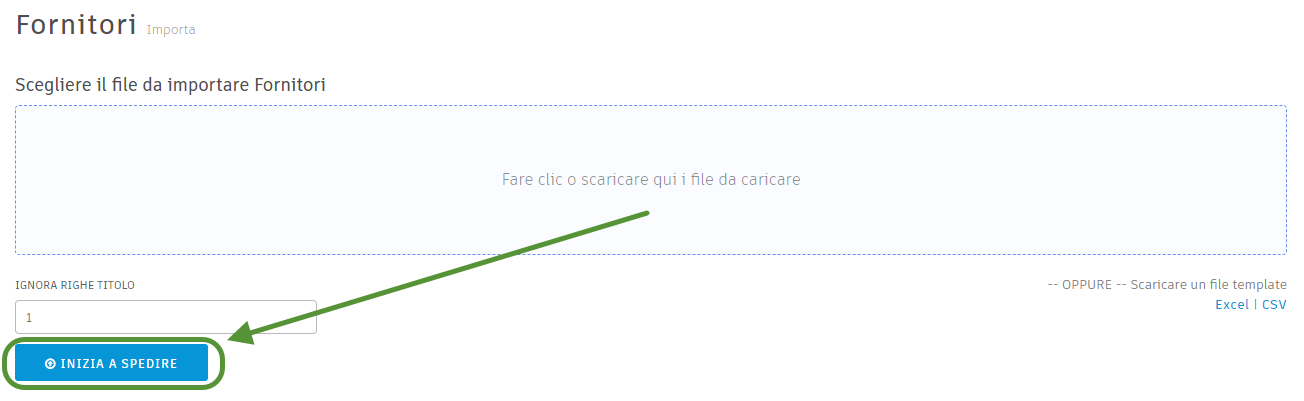 Fornitori Importa
Scegliere il file da importare Fornitori
Fare clic o scaricare qui i file da caricare
IGNORA RIGHE TITOLO
1
-- OPPURE -- Scaricare un file template
Excel | CSV
INIZIA A SPEDIRE